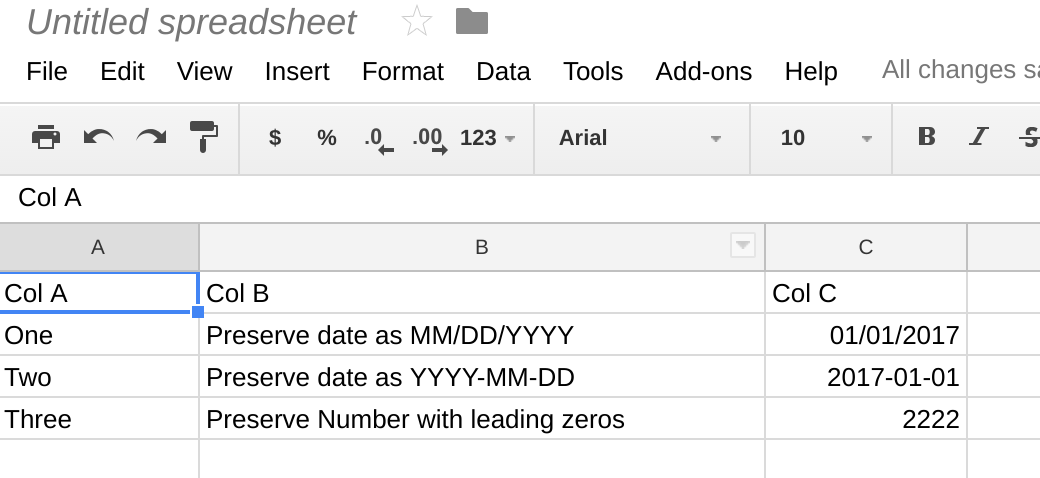 Untitled spreadsheet
File Edit View Insert Format Data Tools Add-ons Help All changes sa
$ % .0 .00 123 Arial 10 B I S
Col A
A B C
Col A Col B Col C
One Preserve date as MM/DD/YYYY 01/01/2017
Two Preserve date as YYYY-MM-DD 2017-01-01
Three Preserve Number with leading zeros 2222